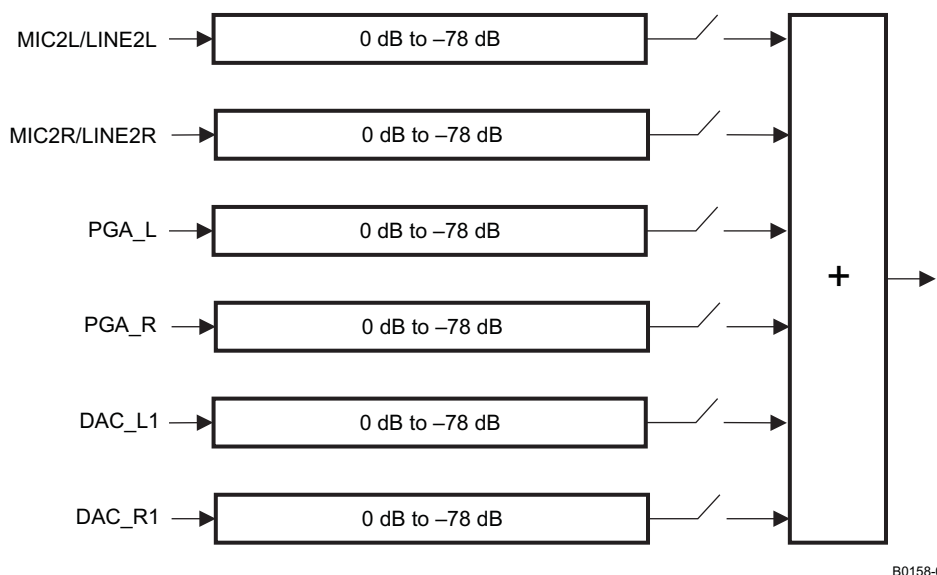 MIC2L/LINE2L
0 dB to –78 dB
MIC2R/LINE2R
0 dB to –78 dB
PGA_L
0 dB to –78 dB
+
PGA_R
0 dB to –78 dB
DAC_L1
0 dB to –78 dB
DAC_R1
0 dB to –78 dB